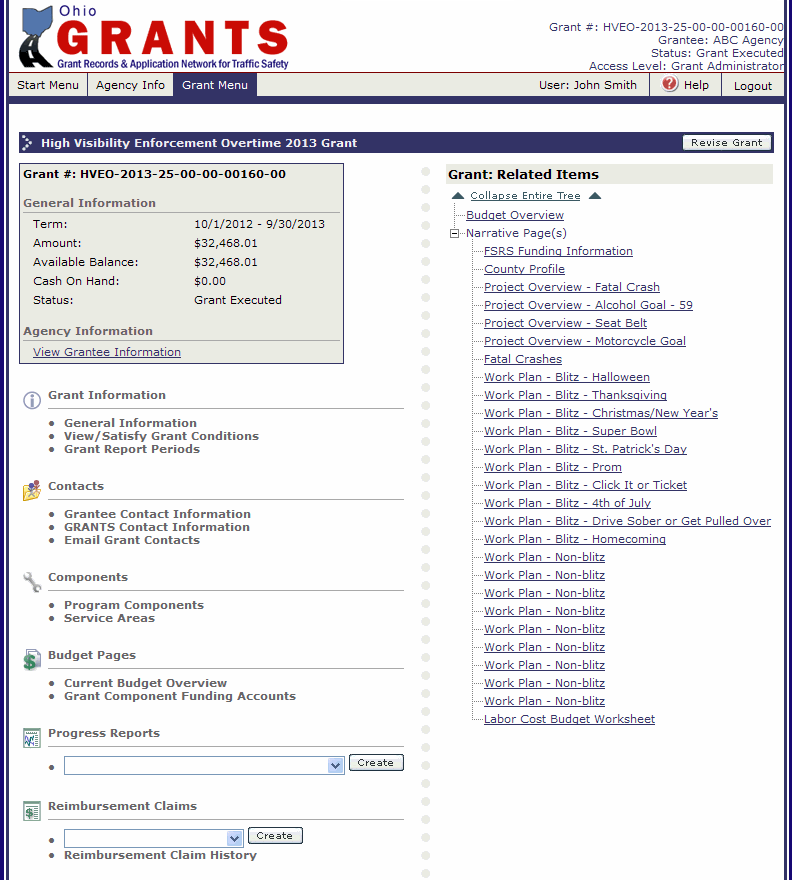 Ohio
GRANTS
Grant Records & Application Network for Traffic Safety
Grant #: HVEO-2013-25-00-00-00160-00
Grantee: ABC Agency
Status: Grant Executed
Access Level: Grant Administrator
Start Menu Agency Info Grant Menu User: John Smith ? Help Logout
High Visibility Enforcement Overtime 2013 Grant Revise Grant
Grant #: HVEO-2013-25-00-00-00160-00
General Information
Term: 10/1/2012 - 9/30/2013
Amount: $32,468.01
Available Balance: $32,468.01
Cash On Hand: $0.00
Status: Grant Executed
Agency Information
View Grantee Information
Grant Information
General Information
View/Satisfy Grant Conditions
Grant Report Periods
Contacts
Grantee Contact Information
GRANTS Contact Information
Email Grant Contacts
Components
Program Components
Service Areas
Budget Pages
Current Budget Overview
Grant Component Funding Accounts
Progress Reports
Create
Reimbursement Claims
Create
Reimbursement Claim History
Grant: Related Items
Collapse Entire Tree
Budget Overview
Narrative Page(s)
FSRS Funding Information
County Profile
Project Overview - Fatal Crash
Project Overview - Alcohol Goal - 59
Project Overview - Seat Belt
Project Overview - Motorcycle Goal
Fatal Crashes
Work Plan - Blitz - Halloween
Work Plan - Blitz - Thanksgiving
Work Plan - Blitz - Christmas/New Year's
Work Plan - Blitz - Super Bowl
Work Plan - Blitz - St. Patrick's Day
Work Plan - Blitz - Prom
Work Plan - Blitz - Click It or Ticket
Work Plan - Blitz - 4th of July
Work Plan - Blitz - Drive Sober or Get Pulled Over
Work Plan - Blitz - Homecoming
Work Plan - Non-blitz
Work Plan - Non-blitz
Work Plan - Non-blitz
Work Plan - Non-blitz
Work Plan - Non-blitz
Work Plan - Non-blitz
Work Plan - Non-blitz
Work Plan - Non-blitz
Work Plan - Non-blitz
Labor Cost Budget Worksheet